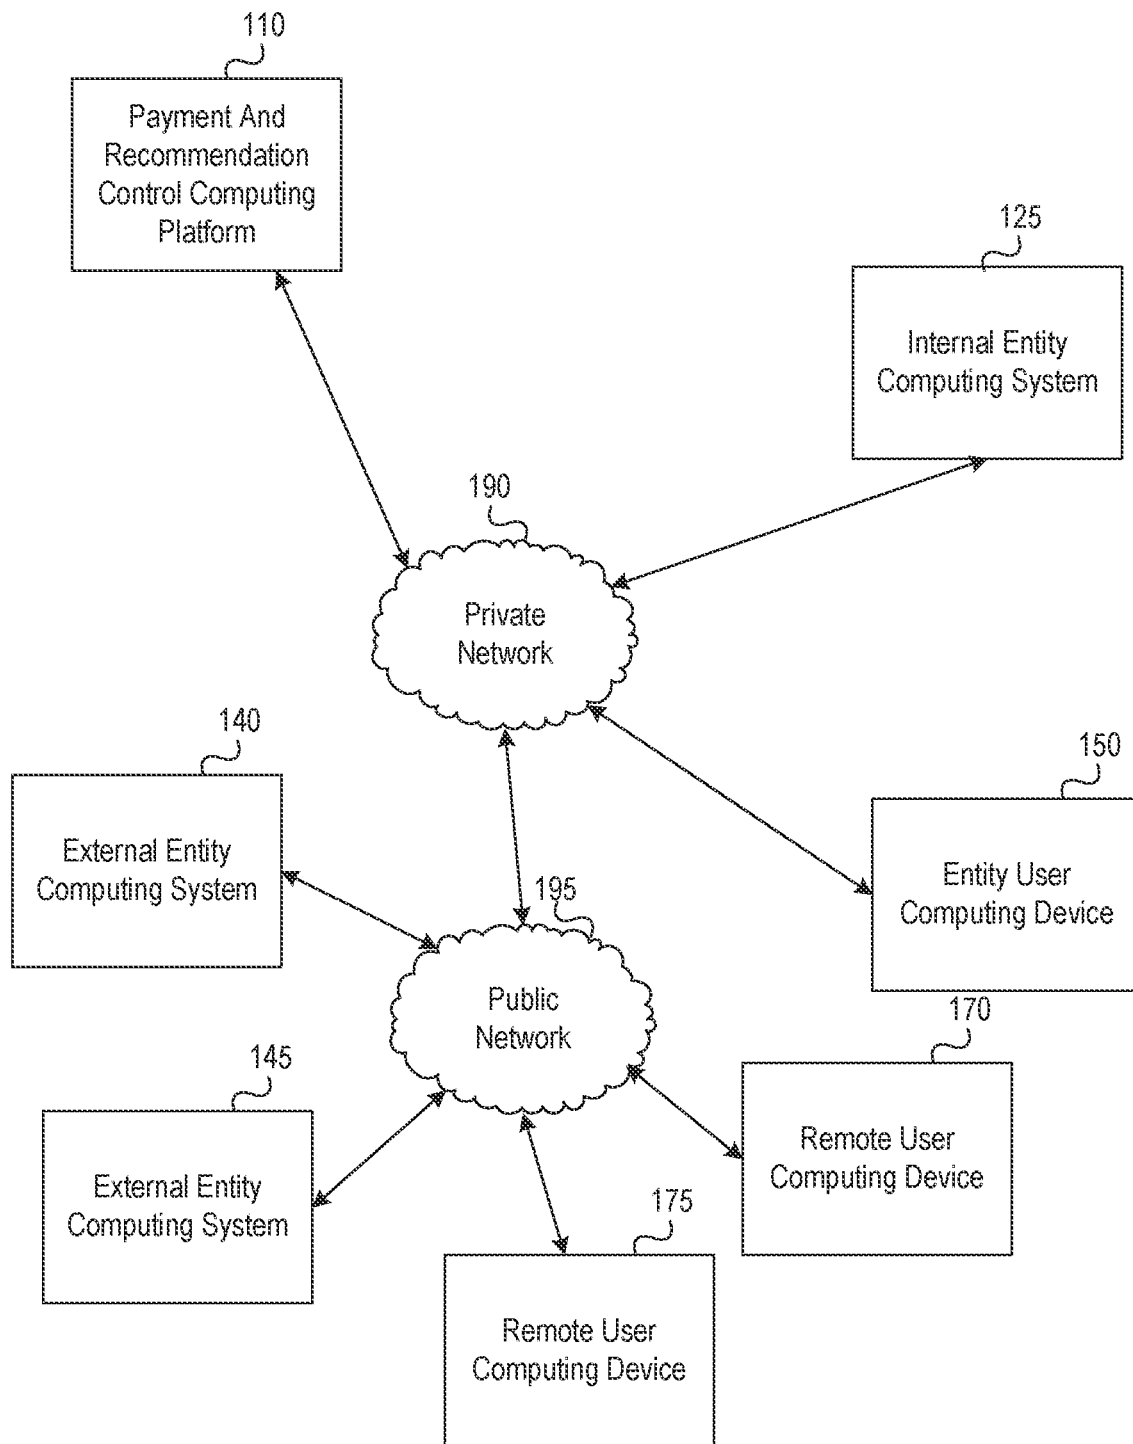 110
Payment And
Recommendation
Control Computing
Platform
125
Internal Entity
Computing System
190
Private
Network
140
External Entity
Computing System
150
Entity User
Computing Device
195
Public
Network
170
Remote User
Computing Device
145
External Entity
Computing System
175
Remote User
Computing Device